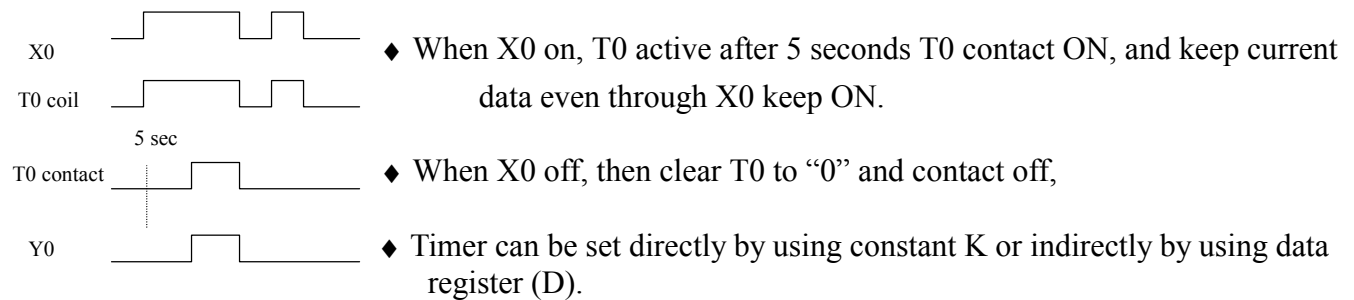 X0
♦ When X0 on, T0 active after 5 seconds T0 contact ON, and keep current
data even through X0 keep ON.
T0 coil
5 sec
T0 contact
♦ When X0 off, then clear T0 to “0” and contact off,
Y0
♦ Timer can be set directly by using constant K or indirectly by using data
register (D).